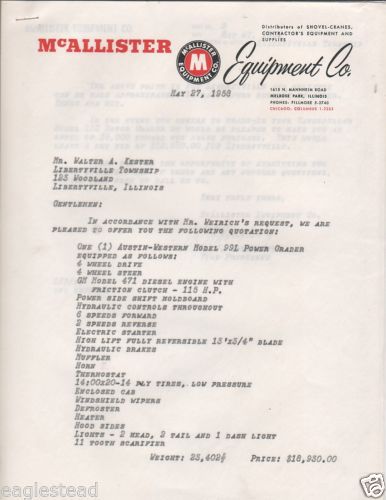 McALLISTER
McALLISTER
M
EQUIPMENT CO.
Equipment Co.
Distributors of SHOVEL-CRANES,
CONTRACTOR'S EQUIPMENT AND
SUPPLIES
1615 N. MANNHEIM ROAD
MELROSE PARK, ILLINOIS
PHONES: FILLMORE 5-2760
CHICAGO: COLUMBUS 1-2255
May 27, 1958
Mr. Walter A. Kester
Libertyville Township
125 Woodland
Libertyville, Illinois
Gentlemen:
In accordance with Mr. Weirich's request, we are
pleased to offer you the following quotation:
One (1) Austin-Western Model 99L Power Grader
equipped as follows:
4 wheel drive
4 wheel steer
GM Model 471 diesel engine with
friction clutch - 115 H.P.
Power side shift moldboard
Hydraulic controls throughout
6 speeds forward
2 speeds reverse
Electric starter
High lift fully reversible 13'x3/4" blade
Hydraulic brakes
Muffler
Horn
Thermostat
14:00x20-14 ply tires, low pressure
Enclosed cab
Windshield wipers
Defroster
Heater
Hood sides
Lights - 2 head, 2 tail and 1 dash light
11 tooth scarifier
Weight: 23,402# Price: $18,930.00
eaglestead